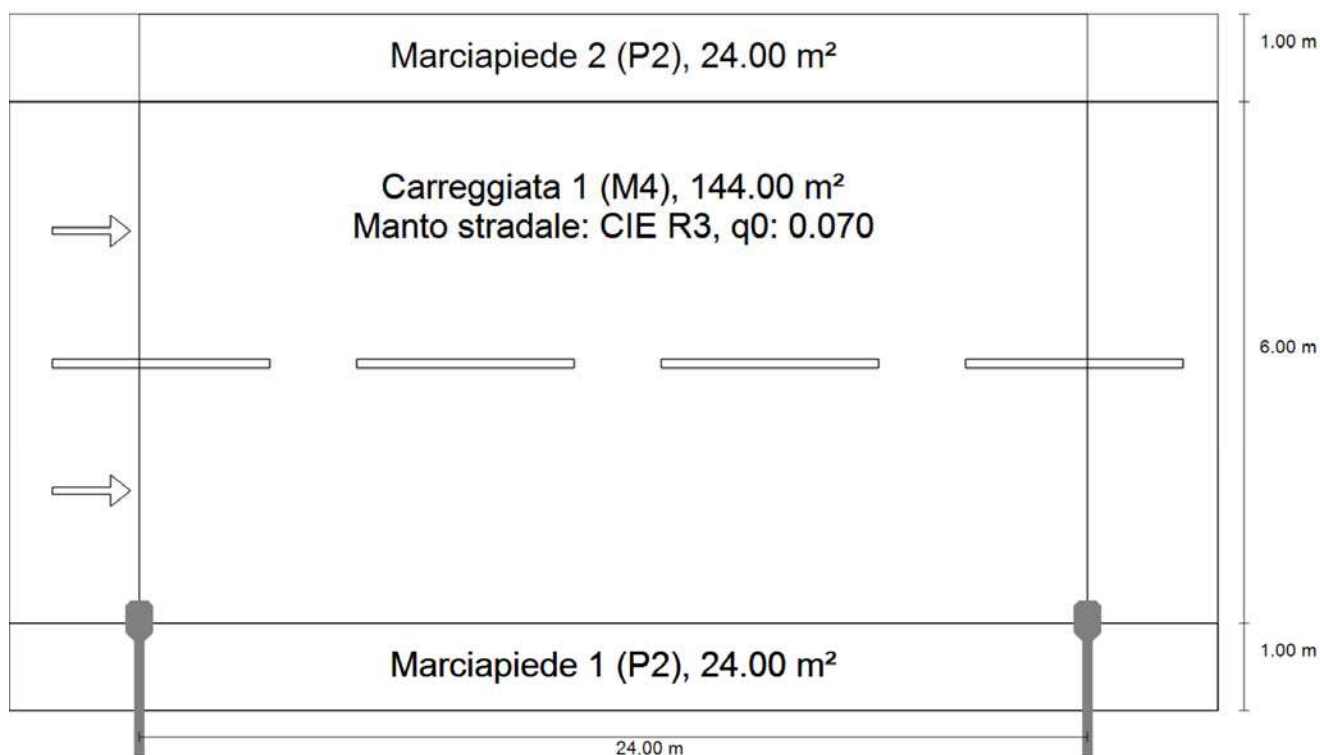 Marciapiede 2 (P2), 24.00 m²
1.00 m
Carreggiata 1 (M4), 144.00 m²
Manto stradale: CIE R3, q0: 0.070
6.00 m
Marciapiede 1 (P2), 24.00 m²
1.00 m
24.00 m